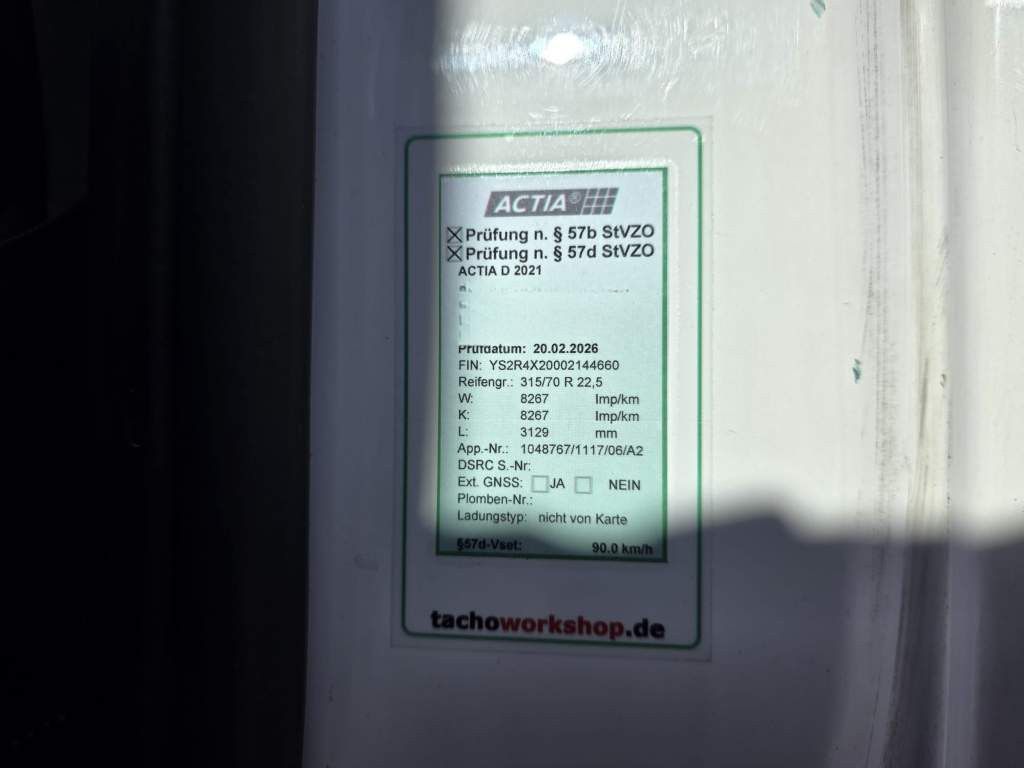 ACTIA®
Prüfung n. § 57b StVZO
Prüfung n. § 57d StVZO
ACTIA D 2021
Prüfdatum: 20.02.2026
FIN: YS2R4X20002144660
Reifengr.: 315/70 R 22,5
W: 8267 Imp/km
K: 8267 Imp/km
L: 3129 mm
App.-Nr.: 1048767/1117/06/A2
DSRC S.-Nr:
Ext. GNSS: JA NEIN
Plomben-Nr.:
Ladungstyp: nicht von Karte
§57d-Vset: 90.0 km/h
tachoworkshop.de